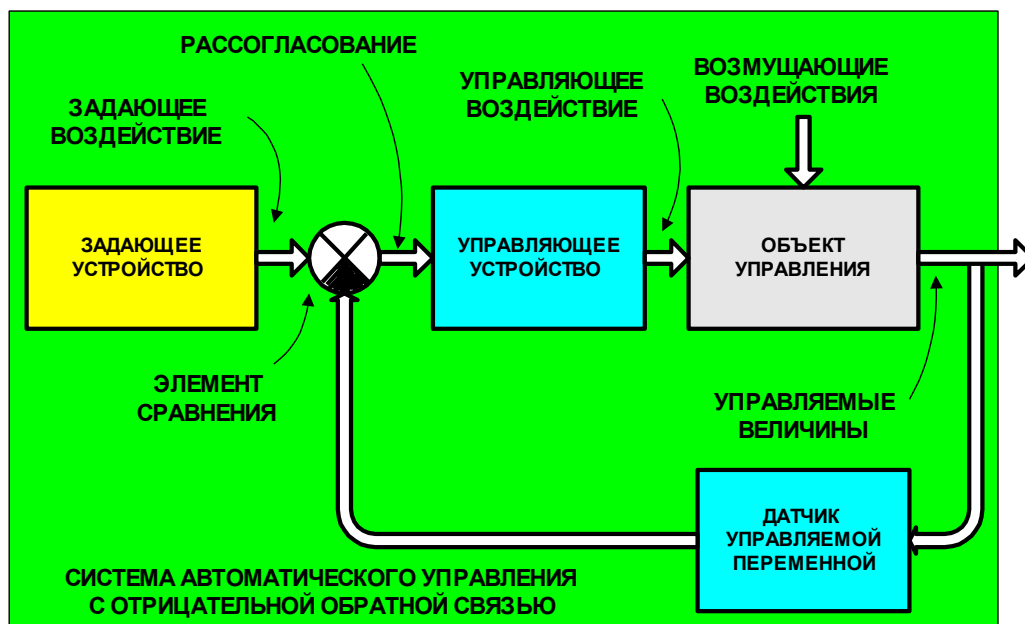 РАССОГЛАСОВАНИЕ
ЗАДАЮЩЕЕ
ВОЗДЕЙСТВИЕ
УПРАВЛЯЮЩЕЕ
ВОЗДЕЙСТВИЕ
ВОЗМУЩАЮЩИЕ
ВОЗДЕЙСТВИЯ
ЗАДАЮЩЕЕ
УСТРОЙСТВО
УПРАВЛЯЮЩЕЕ
УСТРОЙСТВО
ОБЪЕКТ
УПРАВЛЕНИЯ
ЭЛЕМЕНТ
СРАВНЕНИЯ
УПРАВЛЯЕМЫЕ
ВЕЛИЧИНЫ
ДАТЧИК
УПРАВЛЯЕМОЙ
ПЕРЕМЕННОЙ
СИСТЕМА АВТОМАТИЧЕСКОГО УПРАВЛЕНИЯ
С ОТРИЦАТЕЛЬНОЙ ОБРАТНОЙ СВЯЗЬЮ